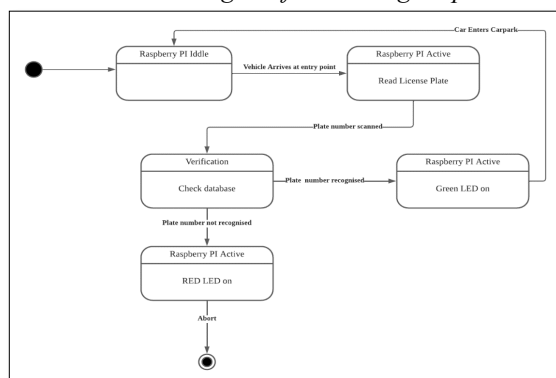 Car Enters Carpark
Raspberry PI Iddle
Vehicle Arrives at entry point
Raspberry PI Active
Read License Plate
Plate number scanned
Verification
Check database
Plate number recognised
Raspberry PI Active
Green LED on
Plate number not recognised
Raspberry PI Active
RED LED on
Abort